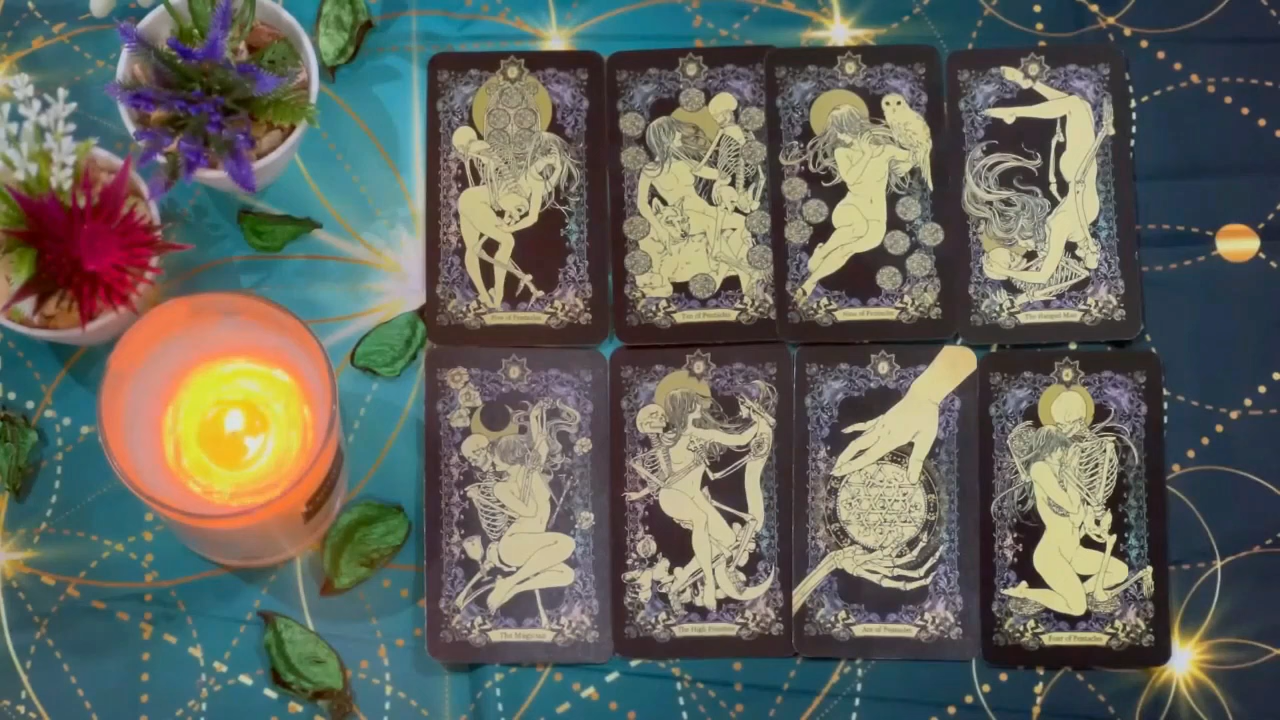 Five of Pentacles
Ten of Pentacles
Nine of Pentacles
The Hanged Man
The Magician
The High Priestess
Ace of Pentacles
Four of Pentacles